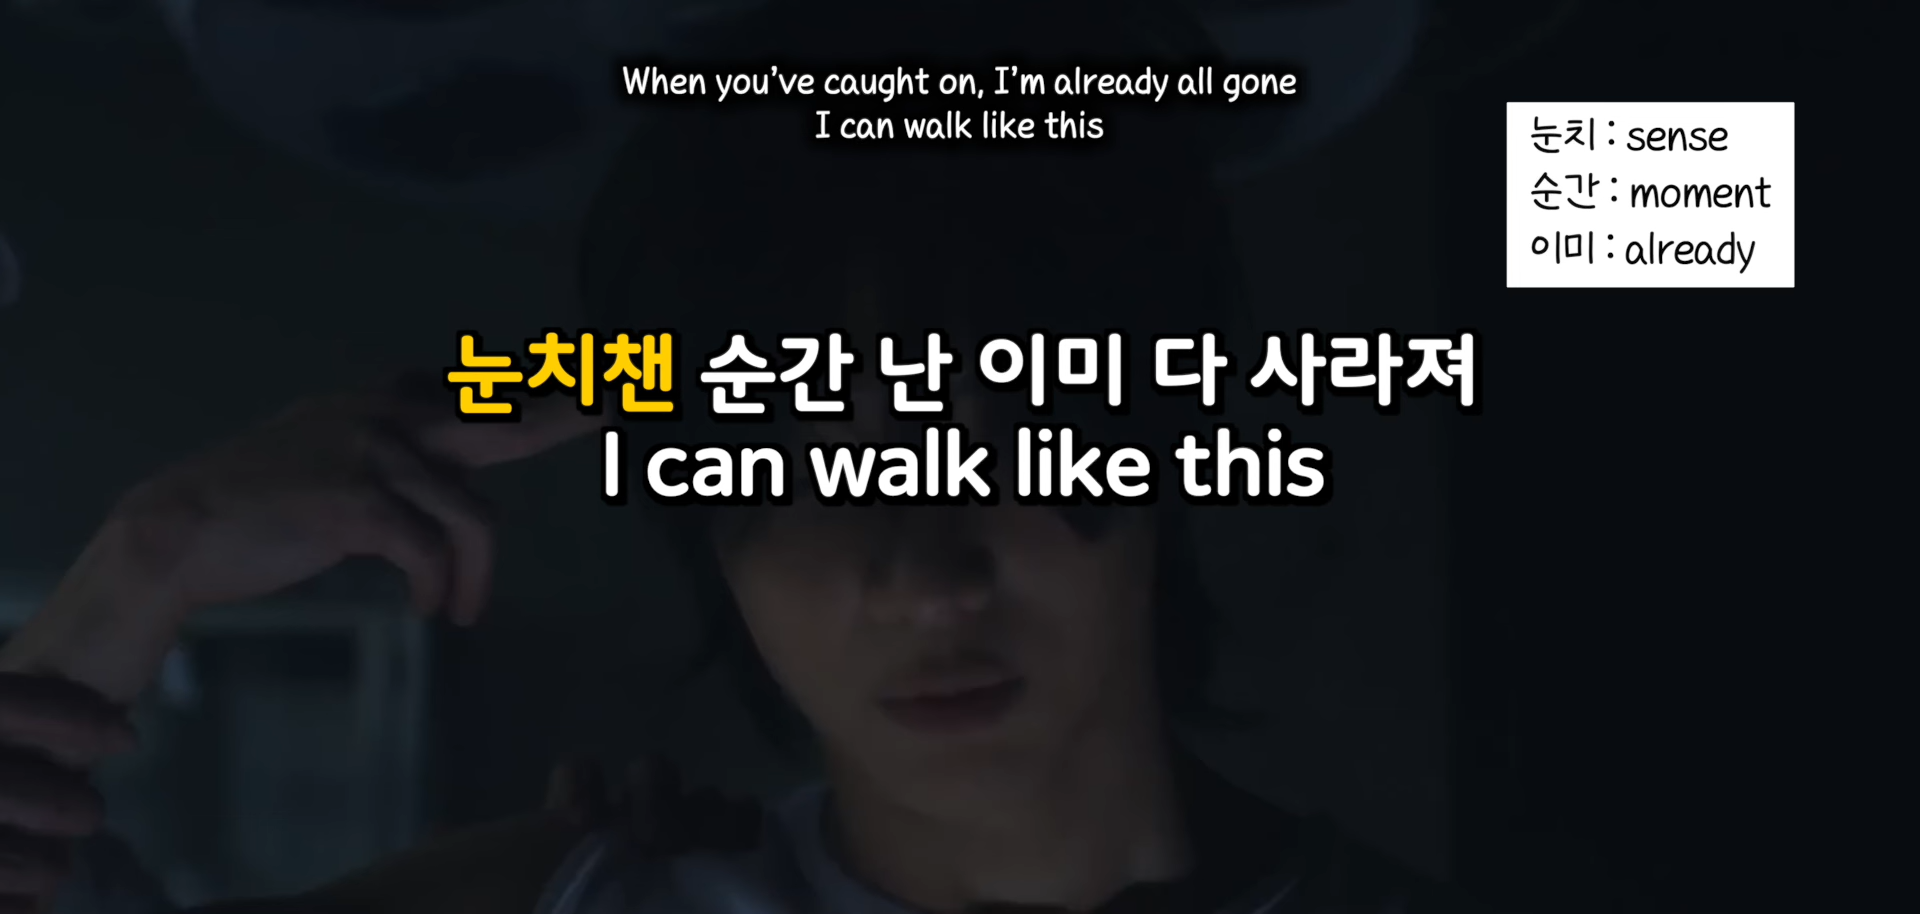 When you've caught on, I'm already all gone
I can walk like this
눈치 : sense
순간 : moment
이미 : already
눈치챈 순간 난 이미 다 사라져
I can walk like this